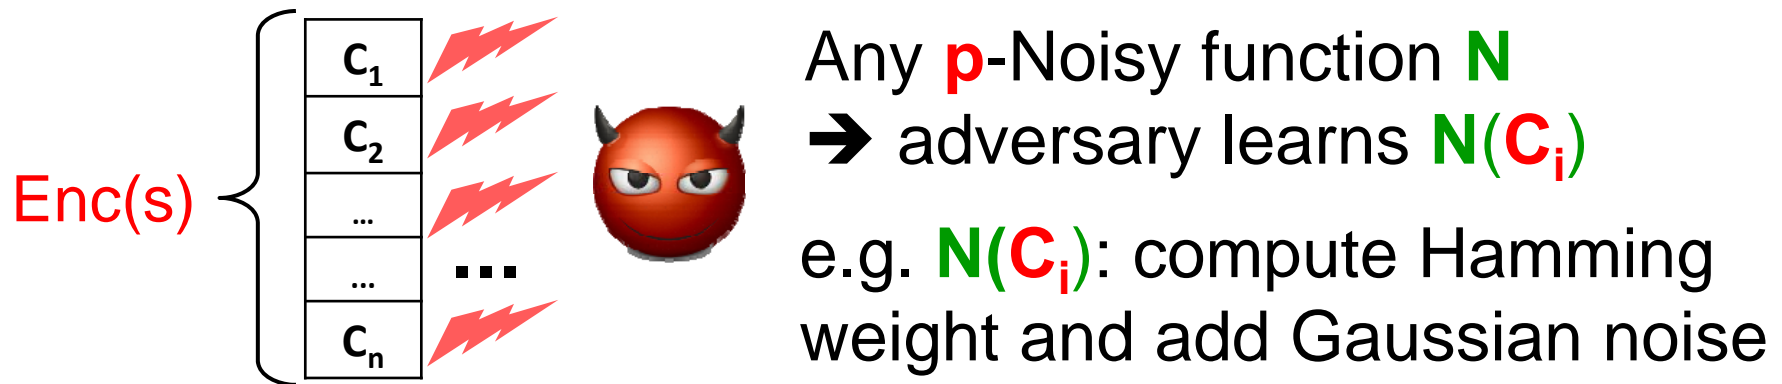 Enc(s)
C1
C2
...
...
Cn
...
Any p-Noisy function N
➔ adversary learns N(Ci)
e.g. N(Ci): compute Hamming
weight and add Gaussian noise